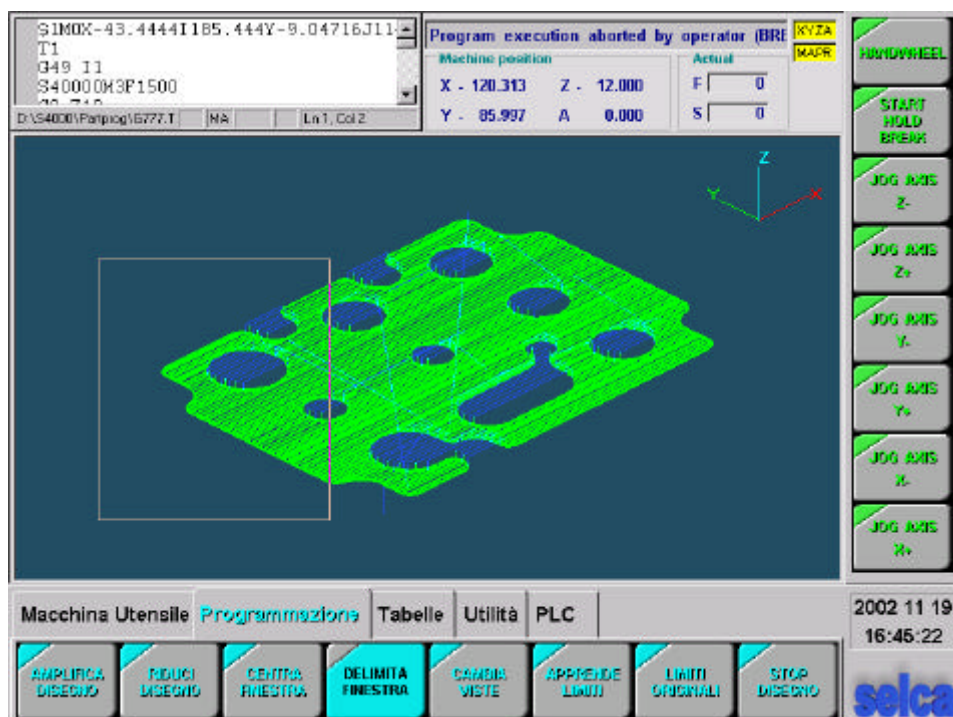 S1M0X-43.4444I185.444Y-9.04716J11
T1
G49 I1
S40000M3F1500
D:\S4000\Partprog\G777.T MA Ln 1, Col 2
Program execution aborted by operator (BRE
Machine position
X - 120.313 Z - 12.000
Y - 85.997 A 0.000
Actual
F 0
S 0
XYZA
MAPR
HANDWHEEL
START
HOLD
BREAK
JOG AXIS
Z-
JOG AXIS
Z+
JOG AXIS
Y-
JOG AXIS
Y+
JOG AXIS
X-
JOG AXIS
X+
Z
Y
X
Macchina Utensile Programmazione Tabelle Utilità PLC
AMPLIFICA
DISEGNO
RIDUCI
DISEGNO
CENTRA
FINESTRA
DELIMITA
FINESTRA
CAMBIA
VISTE
APPRENDE
LIMITI
LIMITI
ORIGINALI
STOP
DISEGNO
2002 11 19
16:45:22
selca